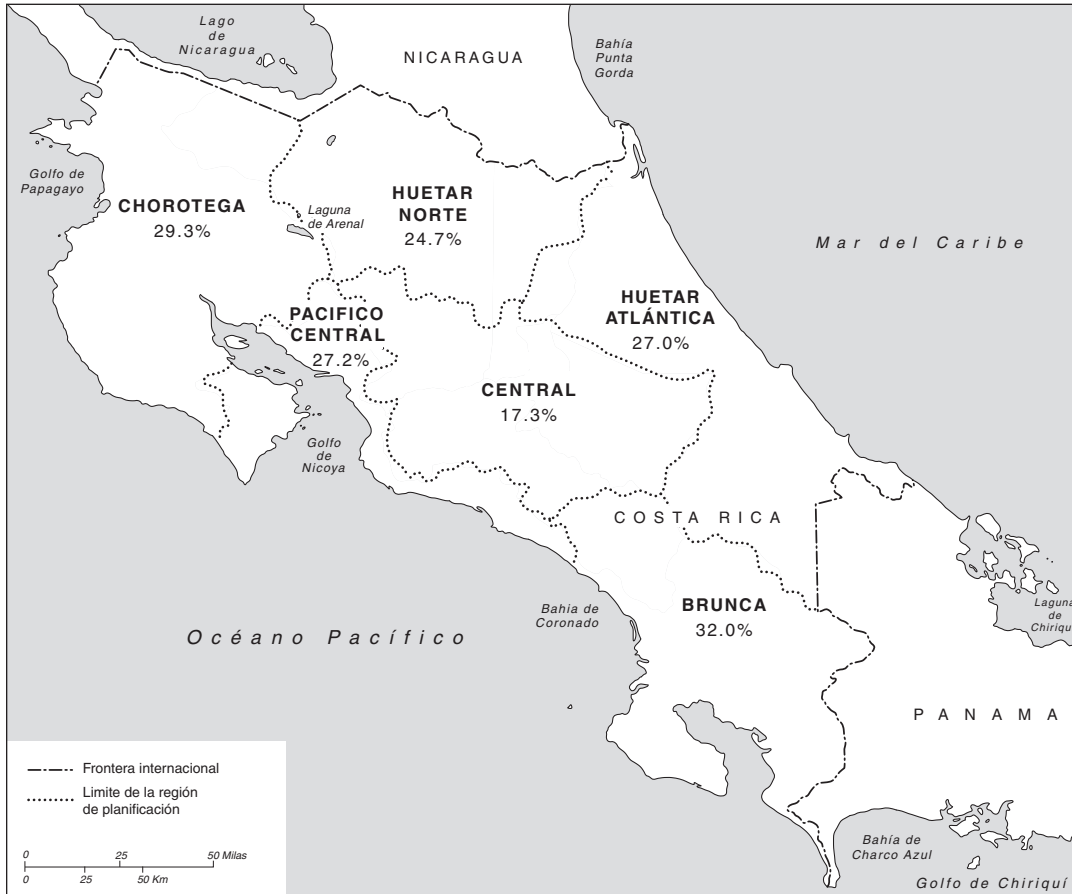 Lago
de
Nicaragua
NICARAGUA
Bahía
Punta
Gorda
Golfo de
Papagayo
CHOROTEGA
29.3%
HUETAR
NORTE
24.7%
Laguna
de Arenal
Mar del Caribe
PACIFICO
CENTRAL
27.2%
HUETAR
ATLÁNTICA
27.0%
CENTRAL
17.3%
Golfo
de
Nicoya
COSTA RICA
BRUNCA
32.0%
Bahia de
Coronado
Océano Pacífico
Laguna
de
Chiriquí
PANAMA
Frontera internacional
Limite de la región
de planificación
0 25 50 Milas
0 25 50 Km
Bahía de
Charco Azul
Golfo de Chiriquí